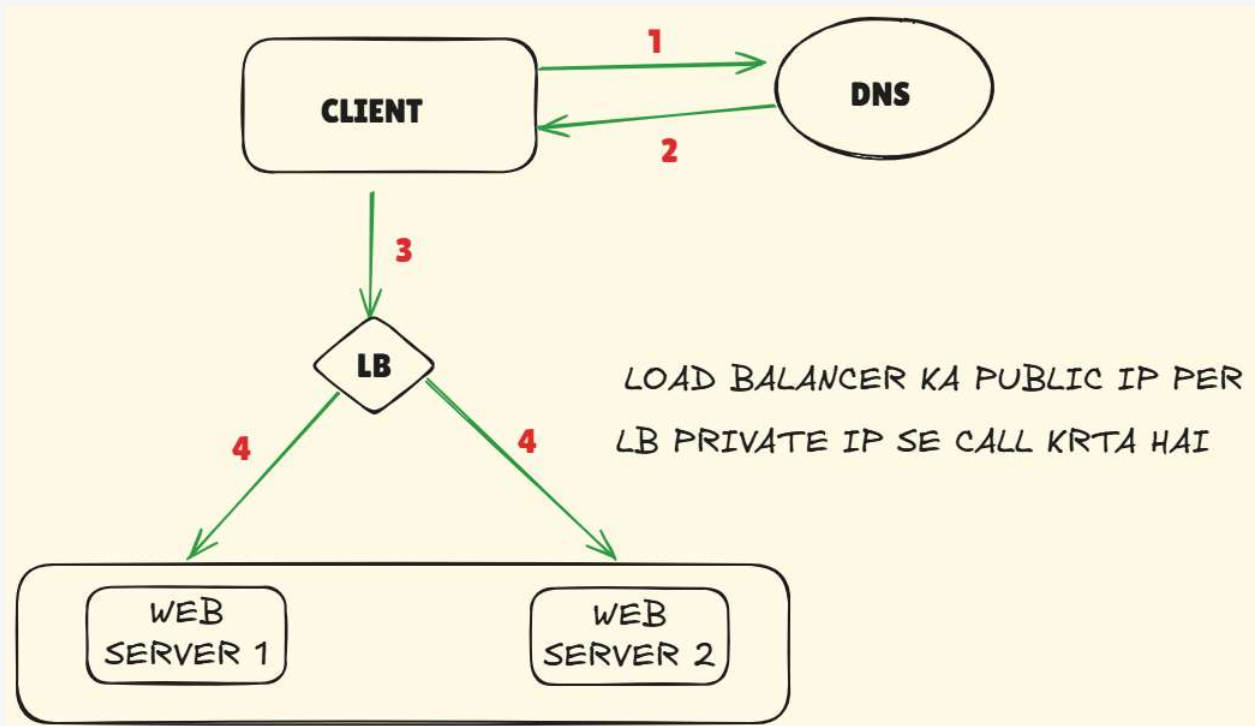 1
CLIENT
DNS
2
3
LB
LOAD BALANCER KA PUBLIC IP PER
4
4
LB PRIVATE IP SE CALL KRTA HAI
WEB
SERVER 1
WEB
SERVER 2